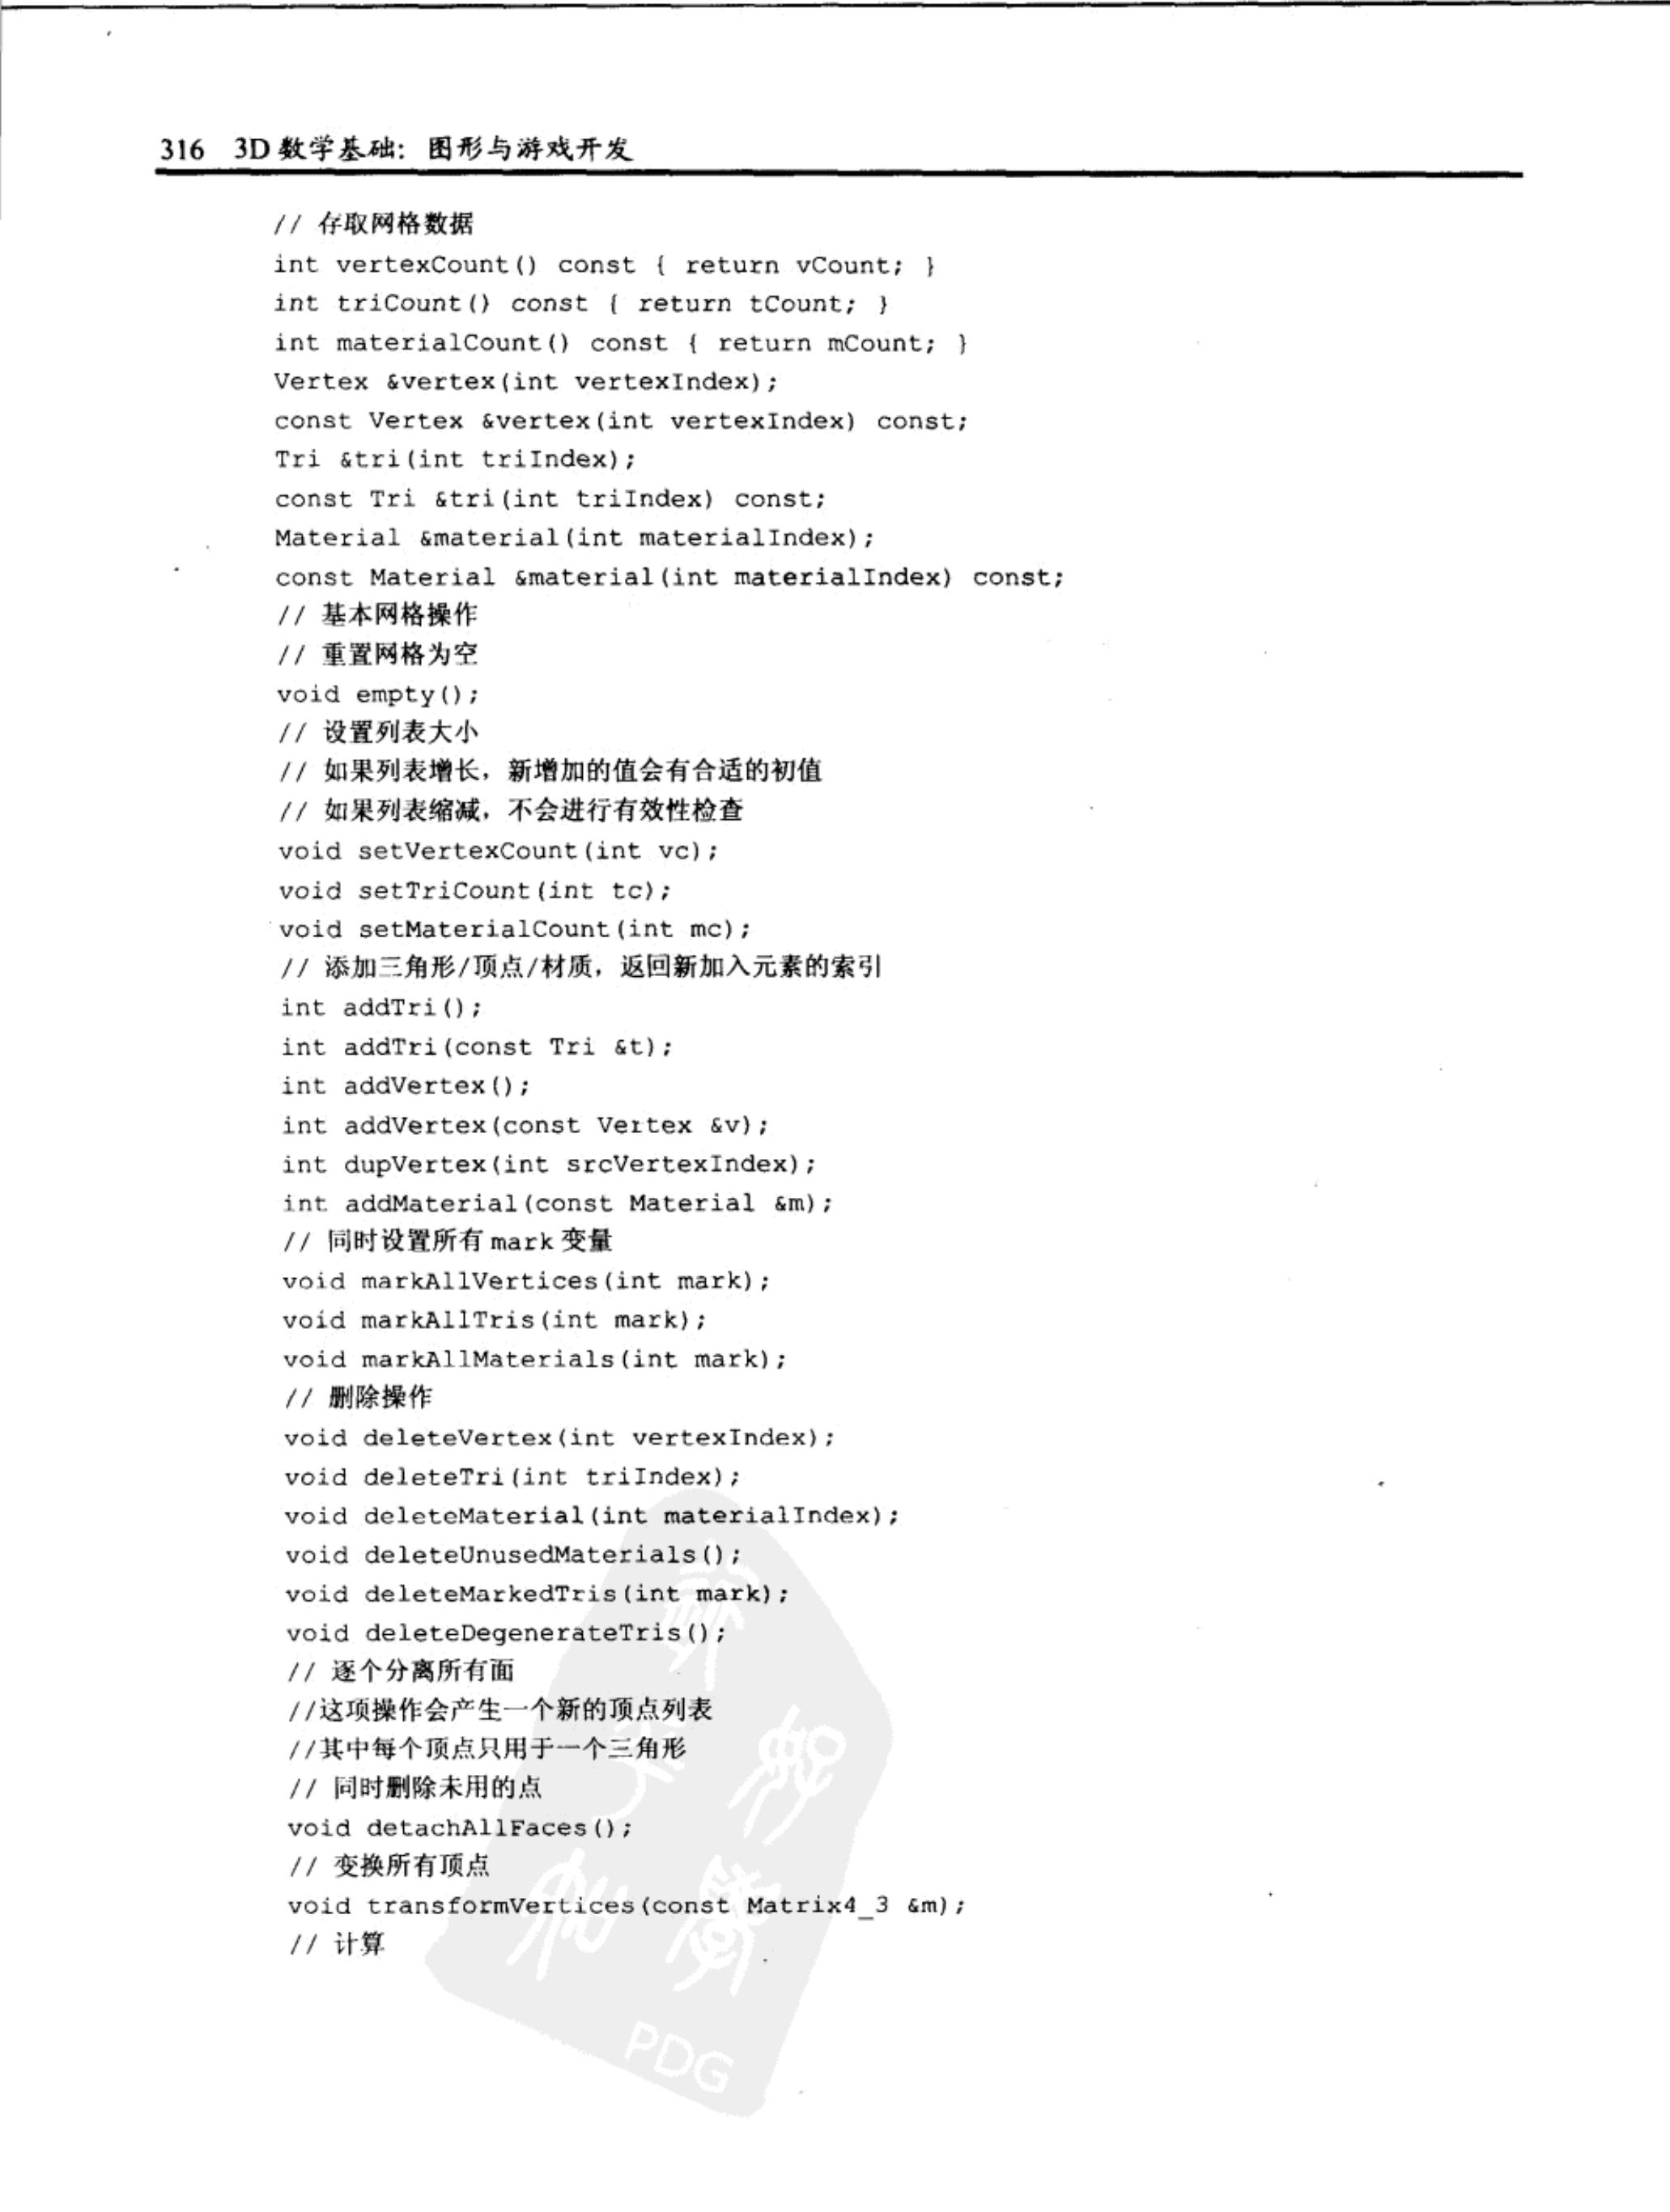 316 3D 数学基础: 图形与游戏开发
// 存取网格数据
int vertexCount() const { return vCount; }
int triCount() const { return tCount; }
int materialCount() const { return mCount; }
Vertex &vertex(int vertexIndex);
const Vertex &vertex(int vertexIndex) const;
Tri &tri(int triIndex);
const Tri &tri(int triIndex) const;
Material &material(int materialIndex);
const Material &material(int materialIndex) const;
// 基本网格操作
// 重置网格为空
void empty();
// 设置列表大小
// 如果列表增长，新增加的值会有合适的初值
// 如果列表缩减，不会进行有效性检查
void setVertexCount(int vc);
void setTriCount(int tc);
void setMaterialCount(int mc);
// 添加三角形/顶点/材质，返回新加入元素的索引
int addTri();
int addTri(const Tri &t);
int addVertex();
int addVertex(const Vertex &v);
int dupVertex(int srcVertexIndex);
int addMaterial(const Material &m);
// 同时设置所有 mark 变量
void markAllVertices(int mark);
void markAllTris(int mark);
void markAllMaterials(int mark);
// 删除操作
void deleteVertex(int vertexIndex);
void deleteTri(int triIndex);
void deleteMaterial(int materialIndex);
void deleteUnusedMaterials();
void deleteMarkedTris(int mark);
void deleteDegenerateTris();
// 逐个分离所有面
//这项操作会产生一个新的顶点列表
//其中每个顶点只用于一个三角形
// 同时删除未用的点
void detachAllFaces();
// 变换所有顶点
void transformVertices(const Matrix4_3 &m);
// 计算
PDG